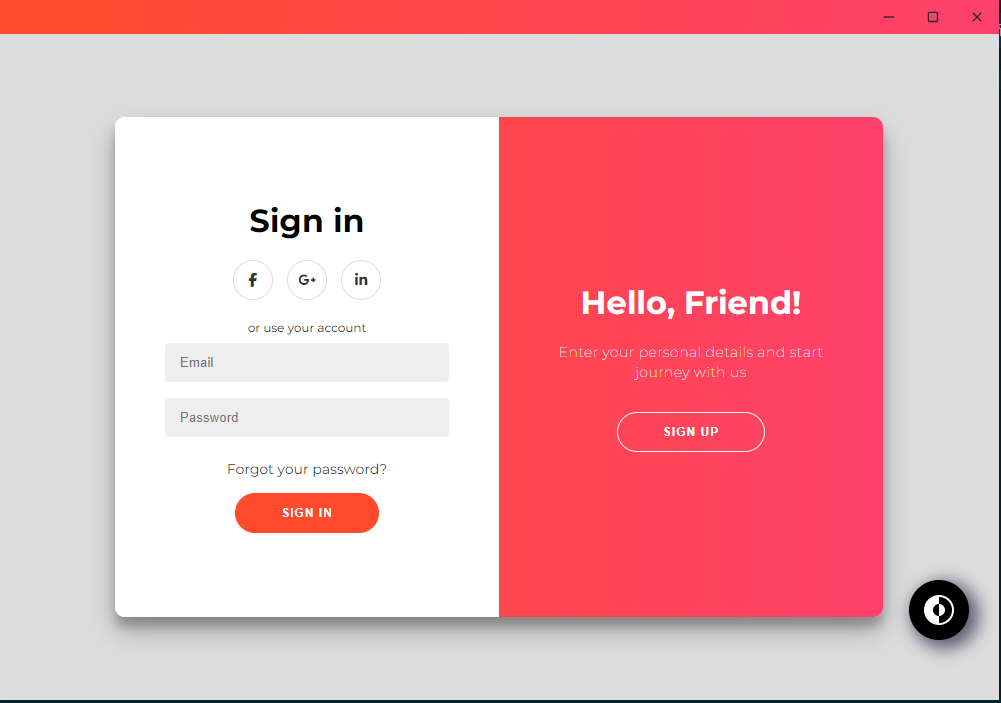 Sign in
f G+ in
or use your account
Email
Password
Forgot your password?
SIGN IN
Hello, Friend!
Enter your personal details and start
journey with us
SIGN UP